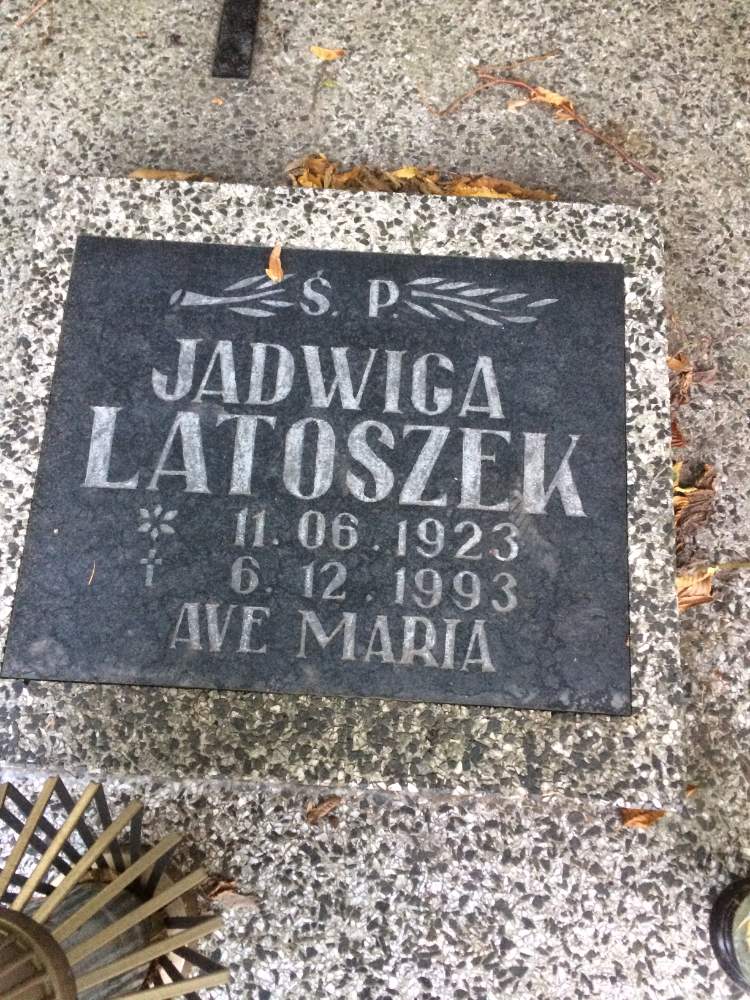 Ś. P.
JADWIGA
LATOSZEK
11. 06. 1923
6. 12. 1993
AVE MARIA